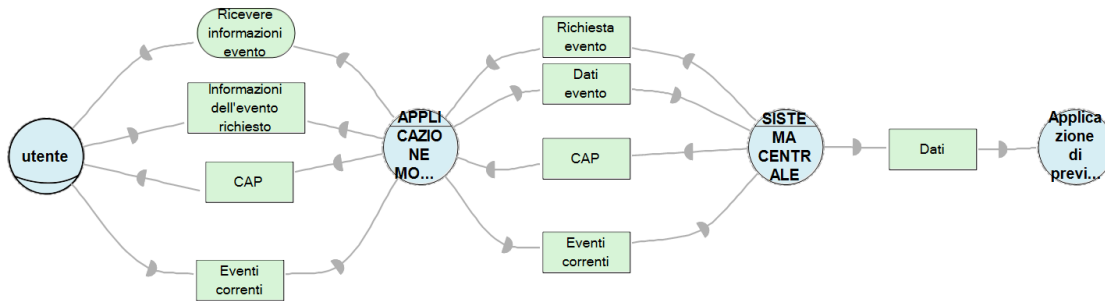 Ricevere
informazioni
evento
Informazioni
dell'evento
richiesto
utente
CAP
Eventi
correnti
APPLI
CAZIO
NE
MO...
Richiesta
evento
Dati
evento
CAP
Eventi
correnti
SISTE
MA
CENTR
ALE
Dati
Applica
zione
di
previ...